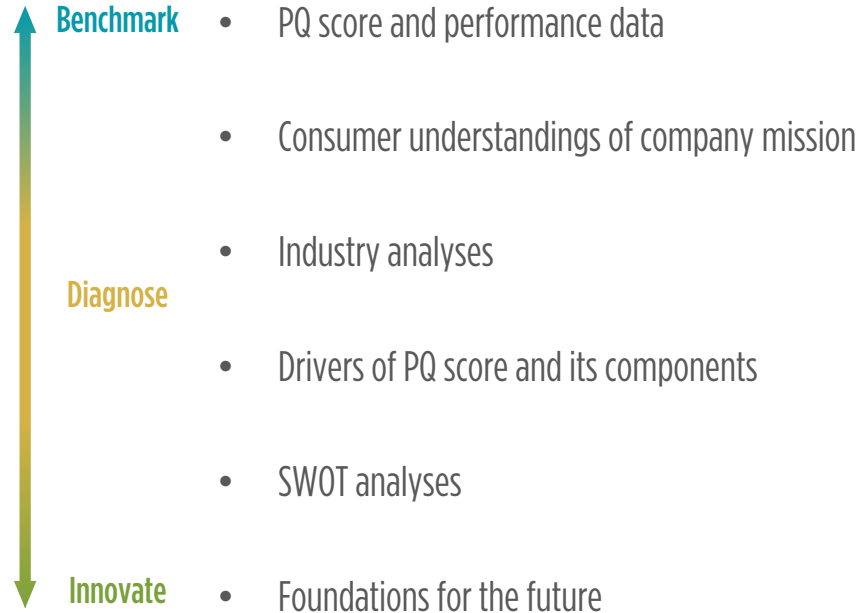 Benchmark • PQ score and performance data
• Consumer understandings of company mission
• Industry analyses
Diagnose
• Drivers of PQ score and its components
• SWOT analyses
Innovate • Foundations for the future